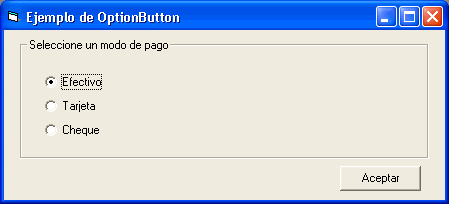 Ejemplo de OptionButton
Seleccione un modo de pago
Efectivo
Tarjeta
Cheque
Aceptar